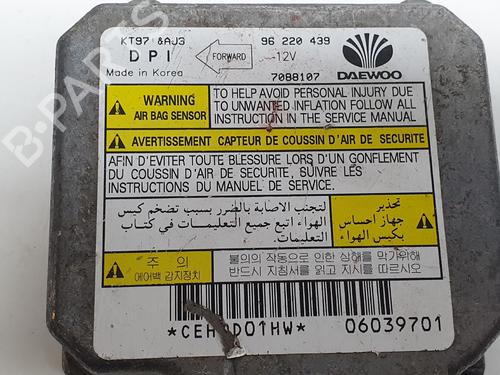 KT97 &AJ3
96 220 439
DPI
FORWARD
-12V
Made in Korea
7088107
DAEWOO
WARNING
AIR BAG SENSOR
TO HELP AVOID PERSONAL INJURY DUE
TO UNWANTED INFLATION FOLLOW ALL
INSTRUCTION IN THE SERVICE MANUAL
AVERTISSEMENT CAPTEUR DE COUSSIN D'AIR DE SECURITE
AFIN D'EVITER TOUTE BLESSURE LORS D'UN GONFLEMENT
DU COUSSIN D'AIR DE SECURITE, SUIVRE LES
INSTRUCTIONS DU MANUEL DE SERVICE.
تحذير
جهاز احساس
بكيس الهواء
لتجنب الاصابة بالضرر بسبب تضخم كيس
الهواء اتبع جميع التعليمات في كتاب
التعليمات.
주 의
에어백 감지장치
불의의 작동으로 인한 상해를 막기위해
반드시 지침서를 읽고 지시를 따르시오
06039701
B-PARTS